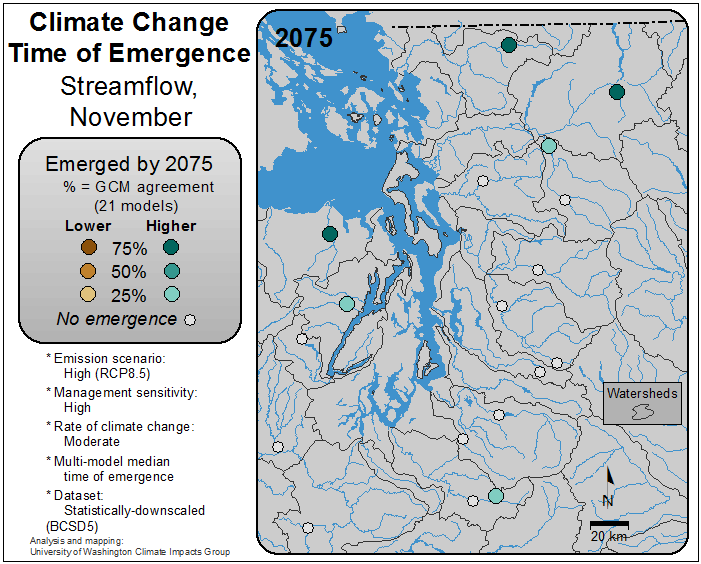 Climate Change
Time of Emergence
Streamflow,
November
Emerged by 2075
% = GCM agreement
(21 models)
Lower Higher
75%
50%
25%
No emergence
* Emission scenario:
High (RCP8.5)
* Management sensitivity:
High
* Rate of climate change:
Moderate
* Multi-model median
time of emergence
* Dataset:
Statistically-downscaled
(BCSD5)
Analysis and mapping:
University of Washington Climate Impacts Group
2075
Watersheds
N
20 km